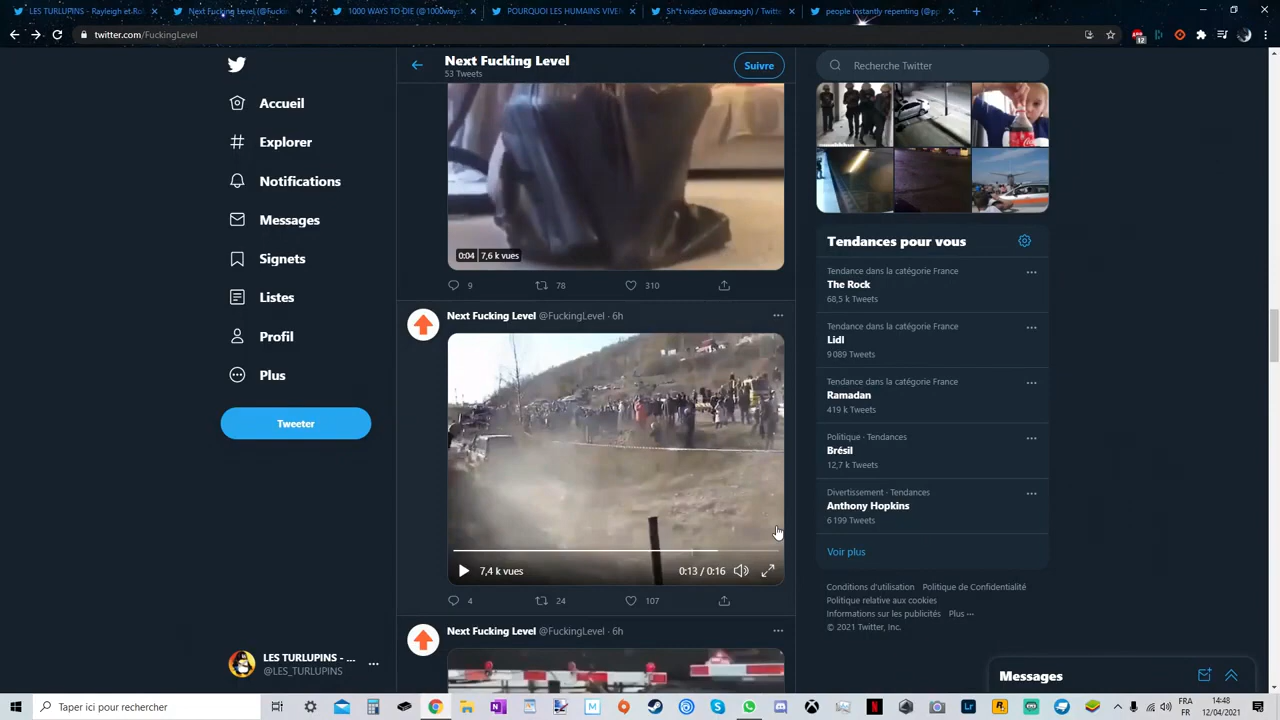 LES TURLUPINS - Rayleigh et.Ro
Next Fucking Level (@Fuckin
1000 WAYS TO DIE (@1000ways
POURQUOI LES HUMAINS VIVEN
Sh*t videos (@aaaraagh) / Twitte
people instantly repenting (@p
twitter.com/FuckingLevel
12
Next Fucking Level
53 Tweets
Suivre
Recherche Twitter
Accueil
Explorer
Notifications
Messages
Signets
Listes
Profil
Plus
Tweeter
LES TURLUPINS - ...
@LES_TURLUPINS
0:04 7,6 k vues
9 78 310
Next Fucking Level @FuckingLevel · 6h
7,4 k vues
0:13 / 0:16
4 24 107
Next Fucking Level @FuckingLevel · 6h
Tendances pour vous
Tendance dans la catégorie France
The Rock
68,5 k Tweets
Tendance dans la catégorie France
Lidl
9 089 Tweets
Tendance dans la catégorie France
Ramadan
419 k Tweets
Politique · Tendances
Brésil
12,7 k Tweets
Divertissement · Tendances
Anthony Hopkins
6 199 Tweets
Voir plus
Conditions d'utilisation Politique de Confidentialité
Politique relative aux cookies
Informations sur les publicités Plus ···
© 2021 Twitter, Inc.
Messages
Taper ici pour rechercher
FRA
FR
14:48
12/04/2021